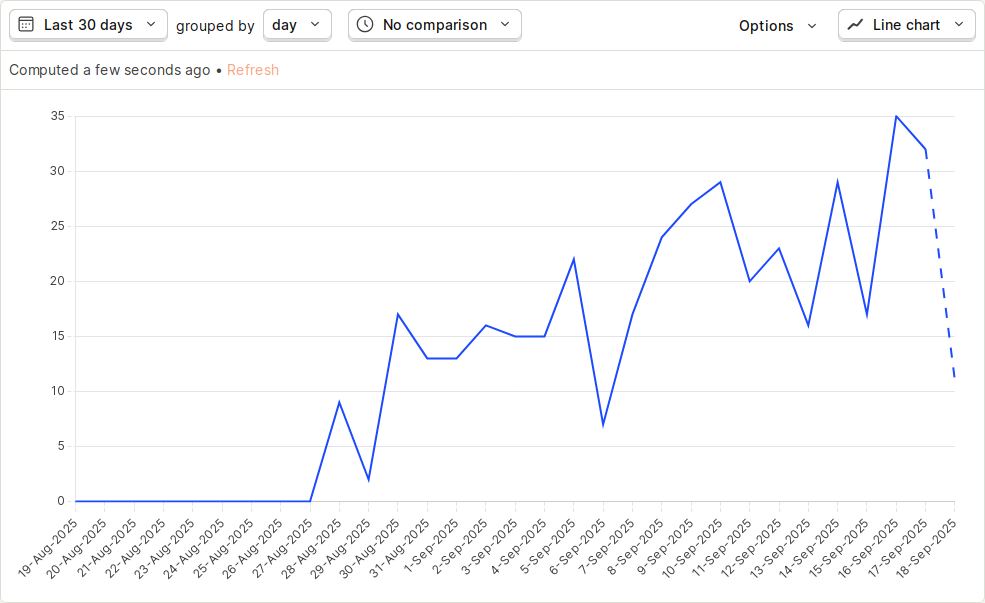 Last 30 days grouped by day No comparison Options Line chart
Computed a few seconds ago • Refresh
35
30
25
20
15
10
5
0
19-Aug-2025
20-Aug-2025
21-Aug-2025
22-Aug-2025
23-Aug-2025
24-Aug-2025
25-Aug-2025
26-Aug-2025
27-Aug-2025
28-Aug-2025
29-Aug-2025
30-Aug-2025
31-Aug-2025
1-Sep-2025
2-Sep-2025
3-Sep-2025
4-Sep-2025
5-Sep-2025
6-Sep-2025
7-Sep-2025
8-Sep-2025
9-Sep-2025
10-Sep-2025
11-Sep-2025
12-Sep-2025
13-Sep-2025
14-Sep-2025
15-Sep-2025
16-Sep-2025
17-Sep-2025
18-Sep-2025